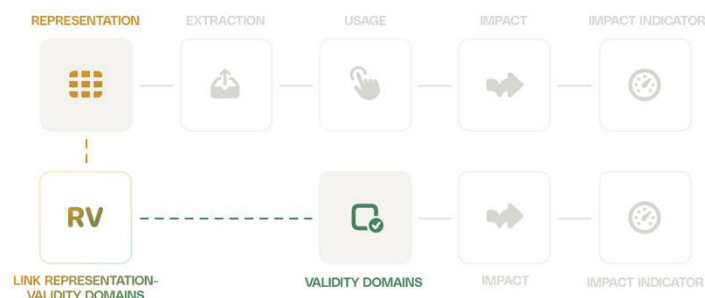 REPRESENTATION EXTRACTION USAGE IMPACT IMPACT INDICATOR
RV
LINK REPRESENTATION-
VALIDITY DOMAINS
VALIDITY DOMAINS IMPACT IMPACT INDICATOR